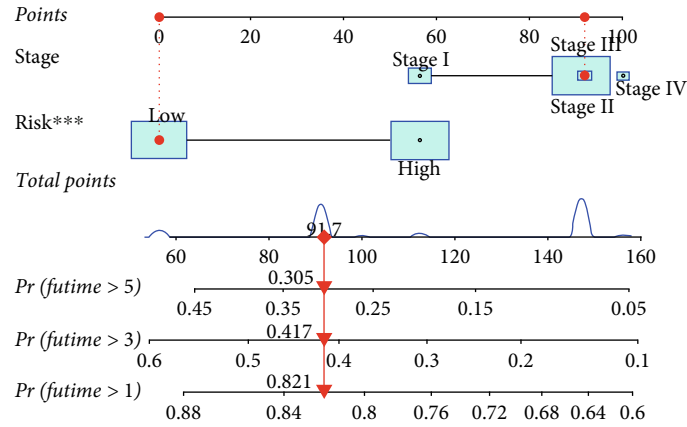 Points
0 20 40 60 80 100
Stage
Stage I
Stage III
Stage II
Stage IV
Risk***
Low
High
Total points
91.7
60 80 100 120 140 160
Pr (futime > 5)
0.305
0.45 0.35 0.25 0.15 0.05
Pr (futime > 3)
0.417
0.6 0.5 0.4 0.3 0.2 0.1
Pr (futime > 1)
0.821
0.88 0.84 0.8 0.76 0.72 0.68 0.64 0.6